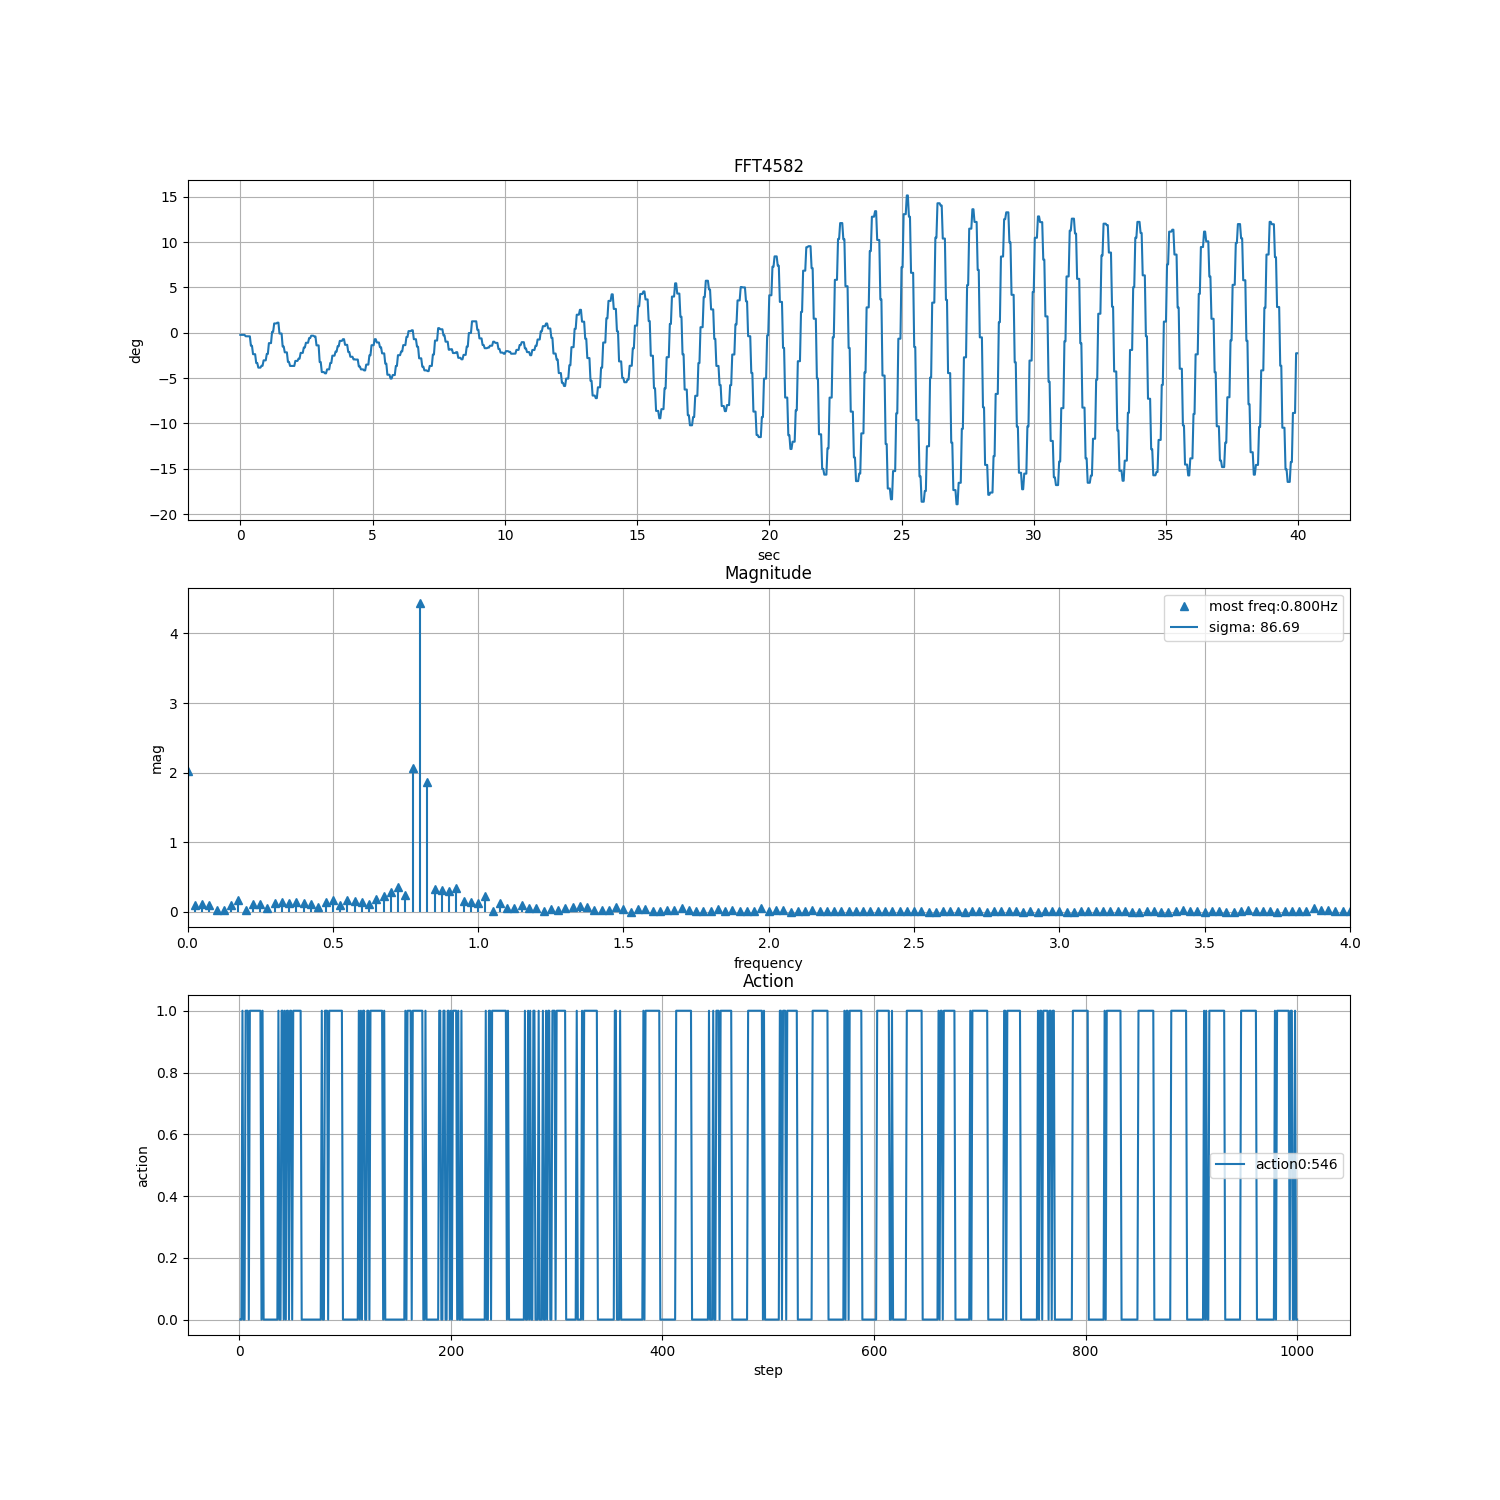 FFT4582
15
10
5
0
−5
−10
−15
−20
deg
0 5 10 15 20 25 30 35 40
sec
Magnitude
most freq:0.800Hz
sigma: 86.69
4
3
2
1
0
mag
0.0 0.5 1.0 1.5 2.0 2.5 3.0 3.5 4.0
frequency
Action
1.0
0.8
0.6
0.4
0.2
0.0
action
action0:546
0 200 400 600 800 1000
step